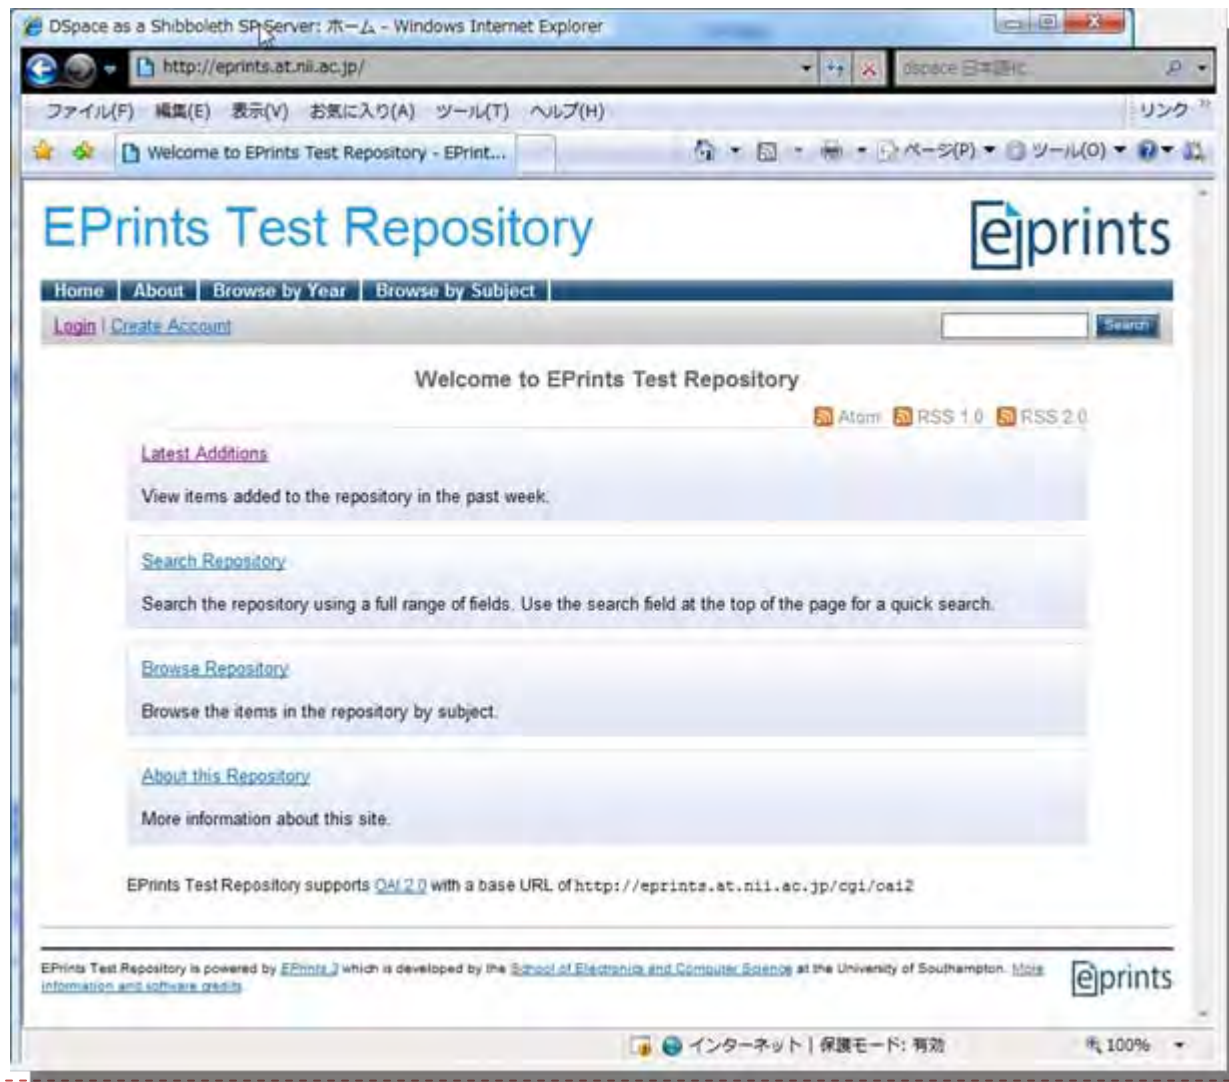 DSpace as a Shibboleth SP Server: ホーム - Windows Internet Explorer
http://eprints.at.nii.ac.jp/
dspace 日本語化
ファイル(F) 編集(E) 表示(V) お気に入り(A) ツール(T) ヘルプ(H) リンク
Welcome to EPrints Test Repository - EPrint... ページ(P) ツール(O)
EPrints Test Repository eprints
Home About Browse by Year Browse by Subject
Login | Create Account Search
Welcome to EPrints Test Repository
Atom RSS 1.0 RSS 2.0
Latest Additions
View items added to the repository in the past week.
Search Repository
Search the repository using a full range of fields. Use the search field at the top of the page for a quick search.
Browse Repository
Browse the items in the repository by subject.
About this Repository
More information about this site.
EPrints Test Repository supports OAI 2.0 with a base URL of http://eprints.at.nii.ac.jp/cgi/oai2
EPrints Test Repository is powered by EPrints 3 which is developed by the School of Electronics and Computer Science at the University of Southampton. More
information and software credits.
eprints
インターネット | 保護モード: 有効 100%